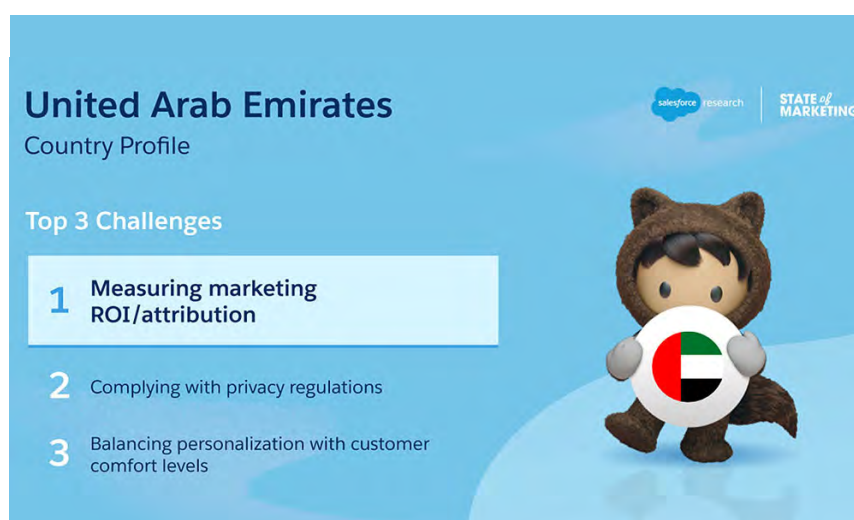 United Arab Emirates
Country Profile
salesforce research
STATE of
MARKETING
Top 3 Challenges
1 Measuring marketing
ROI/attribution
2 Complying with privacy regulations
3 Balancing personalization with customer
comfort levels